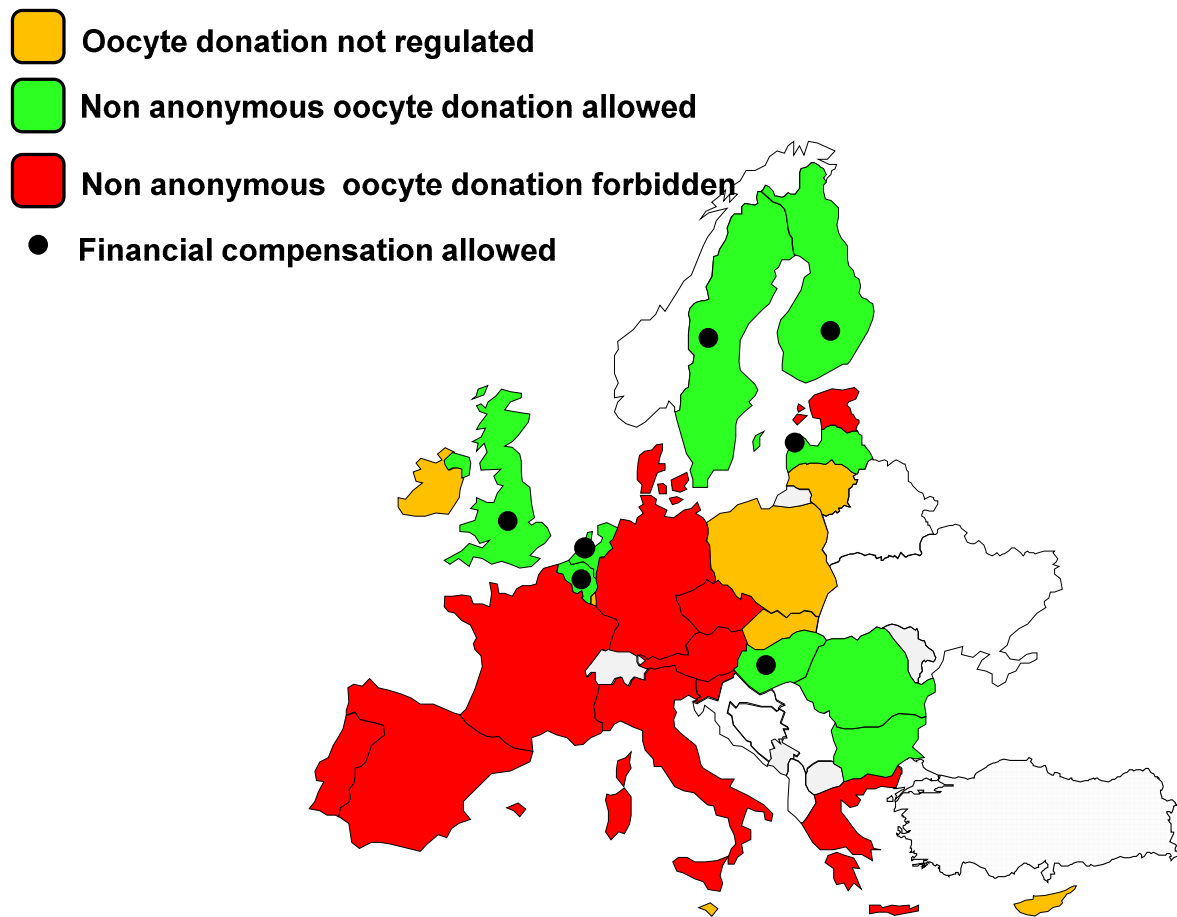 Oocyte donation not regulated
Non anonymous oocyte donation allowed
Non anonymous  oocyte donation forbidden
Financial compensation allowed